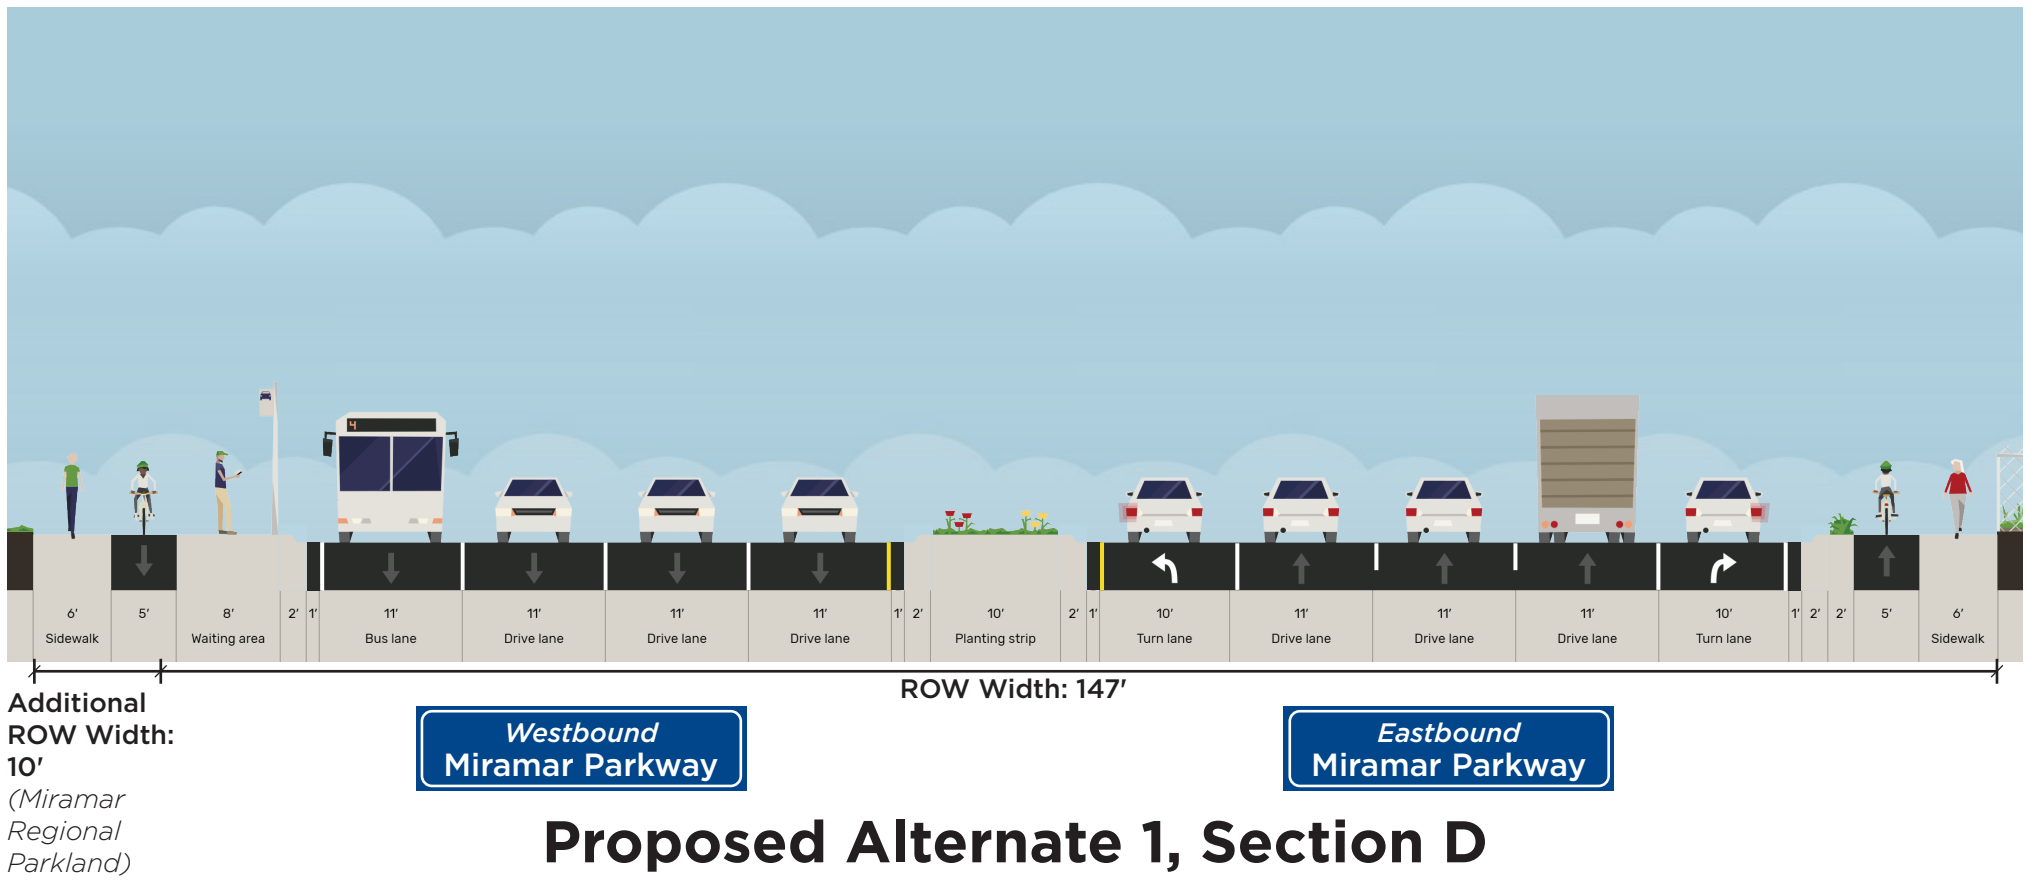 4
6' 5' 8' 2' 1' 11' 11' 11' 11' 1' 2' 10' 2' 1' 10' 11' 11' 11' 10' 1' 2' 2' 5' 6'
Sidewalk Waiting area Bus lane Drive lane Drive lane Drive lane Planting strip Turn lane Drive lane Drive lane Drive lane Turn lane Sidewalk
ROW Width: 147'
Additional
ROW Width:
10'
(Miramar
Regional
Parkland)
Westbound
Miramar Parkway
Eastbound
Miramar Parkway
Proposed Alternate 1, Section D